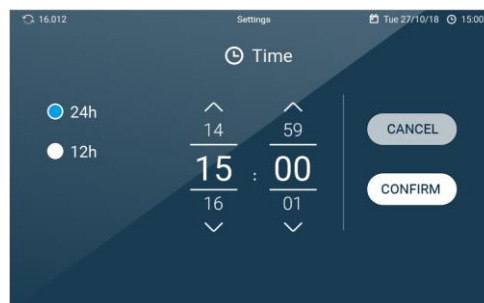 16.012 Settings Tue 27/10/18 15:00
Time
24h
12h
14 59
15 : 00
16 01
CANCEL
CONFIRM